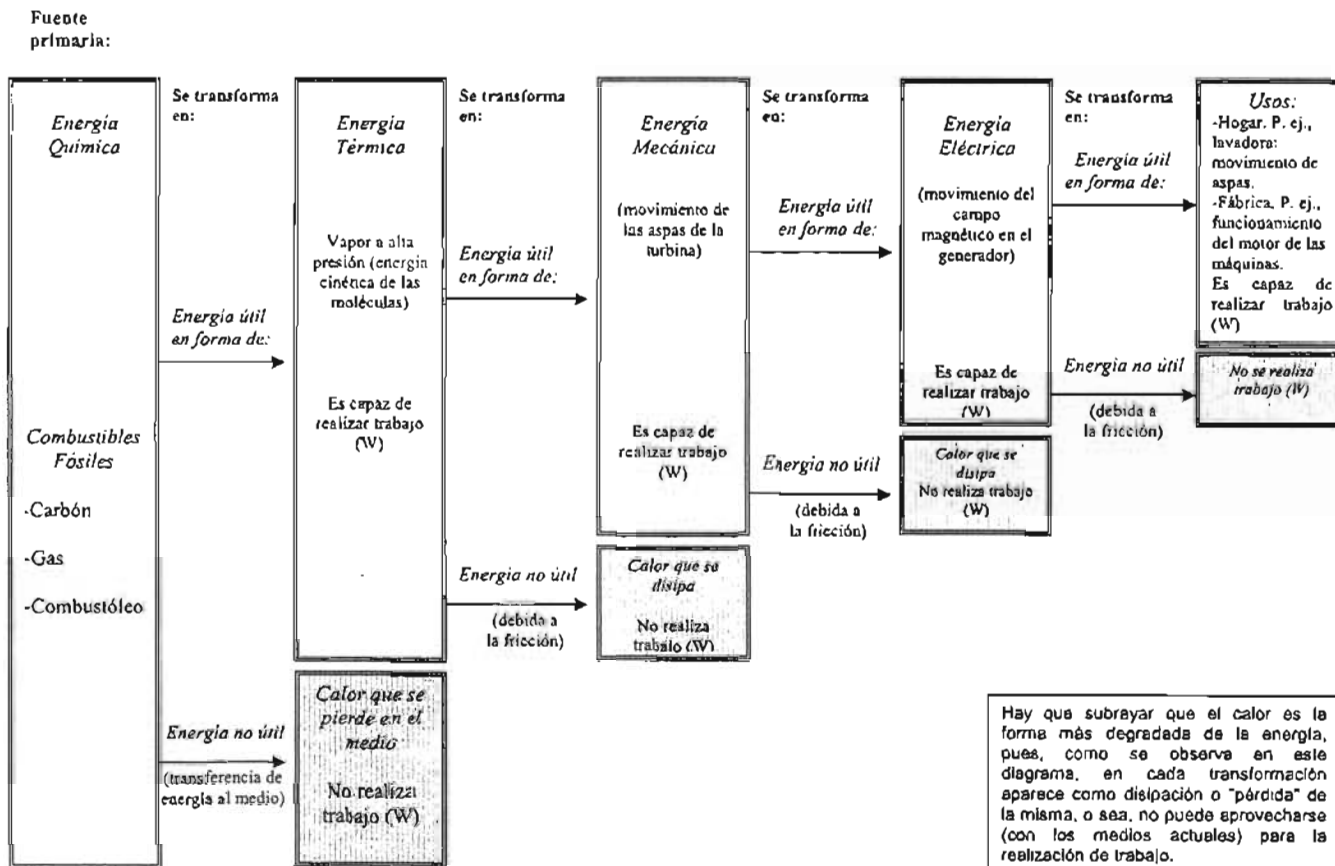 Fuente
primaria:
Energía
Química
Combustibles
Fósiles
-Carbón
-Gas
-Combustóleo
Se transforma
en:
Energía útil
en forma de:
Energía no útil
(transferencia de
energía al medio)
Energía
Térmica
Vapor a alta
presión (energía
cinética de las
moléculas)
Es capaz de
realizar trabajo
(W)
Calor que se
pierde en el
medio
No realiza
trabajo (W)
Se transforma
en:
Energía útil
en forma de:
Energía no útil
(debida a
la fricción)
Energía
Mecánica
(movimiento de
las aspas de la
turbina)
Es capaz de
realizar trabajo
(W)
Calor que se
disipa
No realiza
trabajo (W)
Se transforma
en:
Energía útil
en forma de:
Energía no útil
(debida a
la fricción)
Energía
Eléctrica
(movimiento del
campo
magnético en el
generador)
Es capaz de
realizar trabajo
(W)
Calor que se
disipa
No realiza trabajo
(W)
Se transforma
en:
Energía útil
en forma de:
Energía no útil
(debida a
la fricción)
Usos:
-Hogar. P. ej.,
lavadora:
movimiento de
aspas.
-Fábrica. P. ej.,
funcionamiento
del motor de las
máquinas.
Es capaz de
realizar trabajo
(W)
No se realiza
trabajo (W)
Hay que subrayar que el calor es la
forma más degradada de la energía,
pues, como se observa en este
diagrama, en cada transformación
aparece como disipación o "pérdida" de
la misma, o sea, no puede aprovecharse
(con los medios actuales) para la
realización de trabajo.